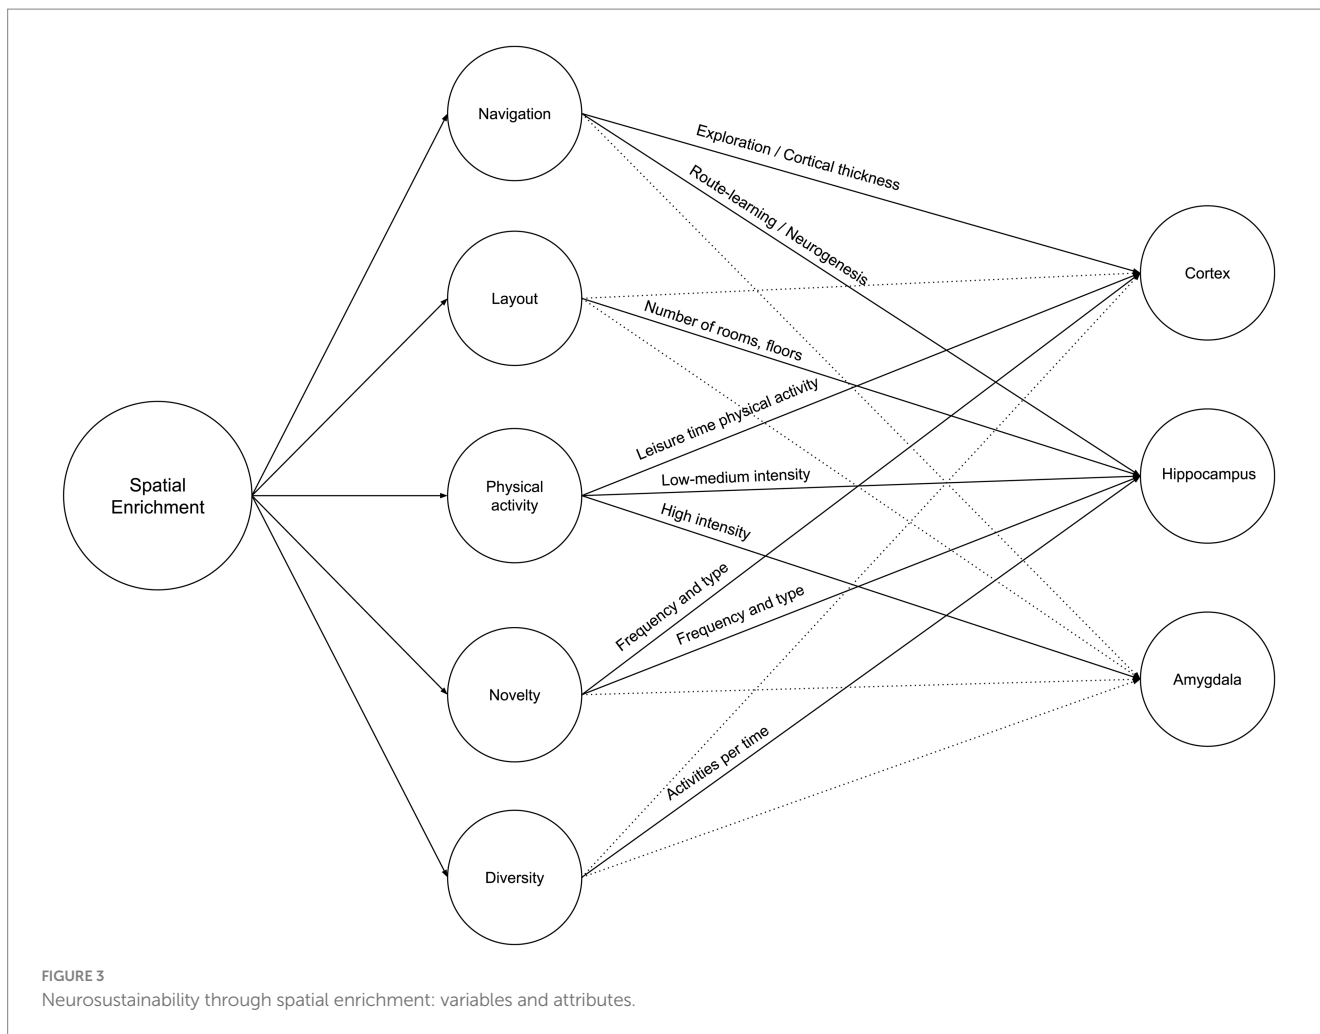 Navigation
Exploration / Cortical thickness
Route-learning / Neurogenesis
Cortex
Layout
Number of rooms, floors
Leisure time physical activity
Spatial
Enrichment
Physical
activity
Low-medium intensity
Hippocampus
High intensity
Frequency and type
Frequency and type
Novelty
Amygdala
Activities per time
Diversity
FIGURE 3
Neurosustainability through spatial enrichment: variables and attributes.